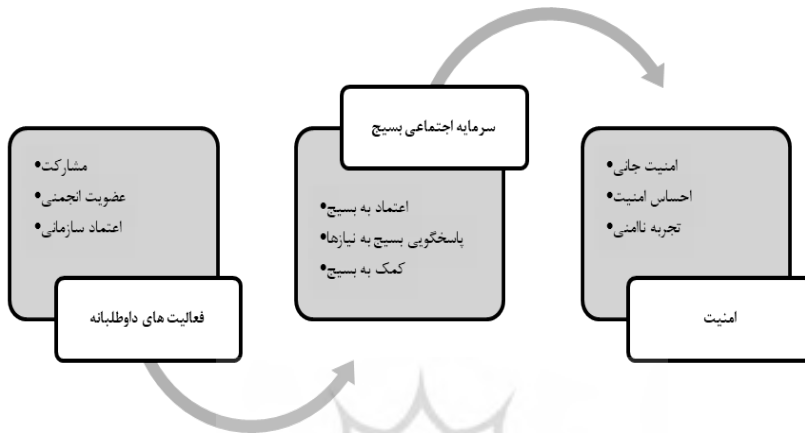 مشارکت•
عضویت انجمنی•
اعتماد سازمانی•
فعالیت های داوطلبانه
سرمایه اجتماعی بسیج
اعتماد به بسیج•
پاسخگویی بسیج به نیازها•
کمک به بسیج•
امنیت جانی•
احساس امنیت•
تجربه ناامنی•
امنیت